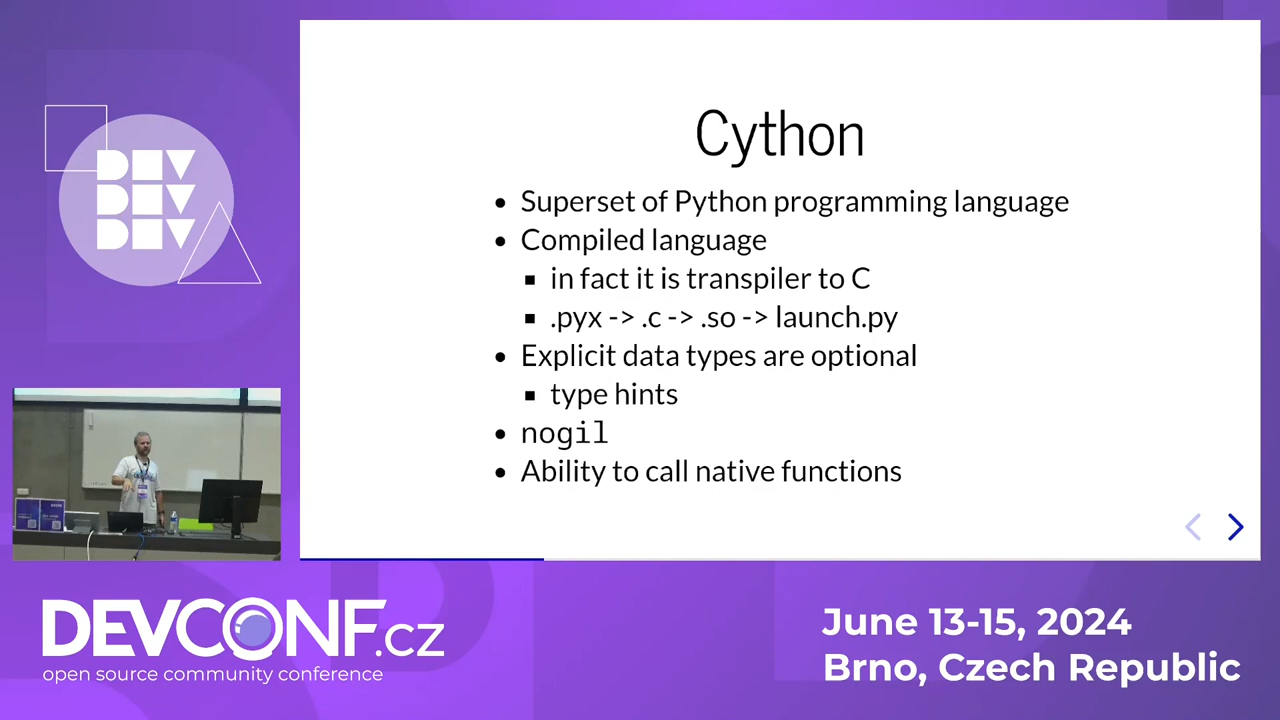 DEV
DEV
DEV
Cython
Superset of Python programming language
Compiled language
in fact it is transpiler to C
.pyx -> .c -> .so -> launch.py
Explicit data types are optional
type hints
nogil
Ability to call native functions
DEVCONF.cz
open source community conference
June 13-15, 2024
Brno, Czech Republic